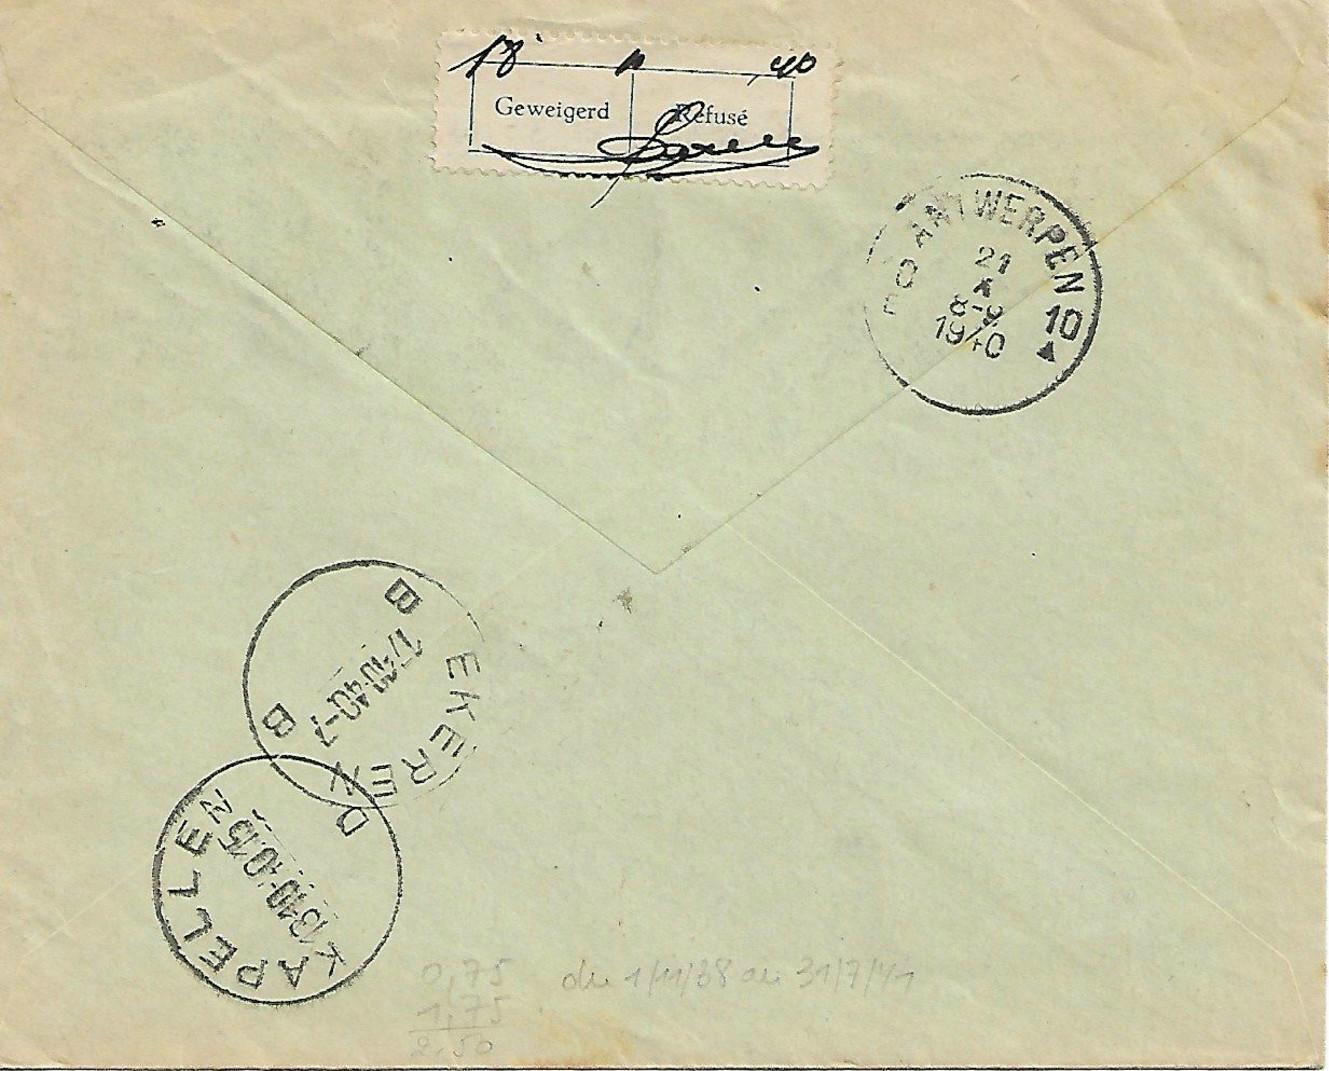 18 10 40
Geweigerd Refusé
ANTWERPEN 10
21
X
8-9
1940
B EKEREN B
17-10.40-7
KAPELLEN
0,75 du 1/11/38 au 31/7/41
1,75
2,50